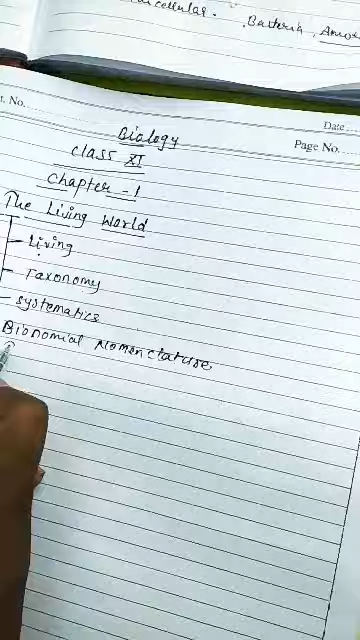 cellular. Bacteria, Amoe
t. No.
Date
Page No.
Biology
Class XI
Chapter - 1
The Living World
Living
Taxonomy
Systematics
Bionomial Nomenclature